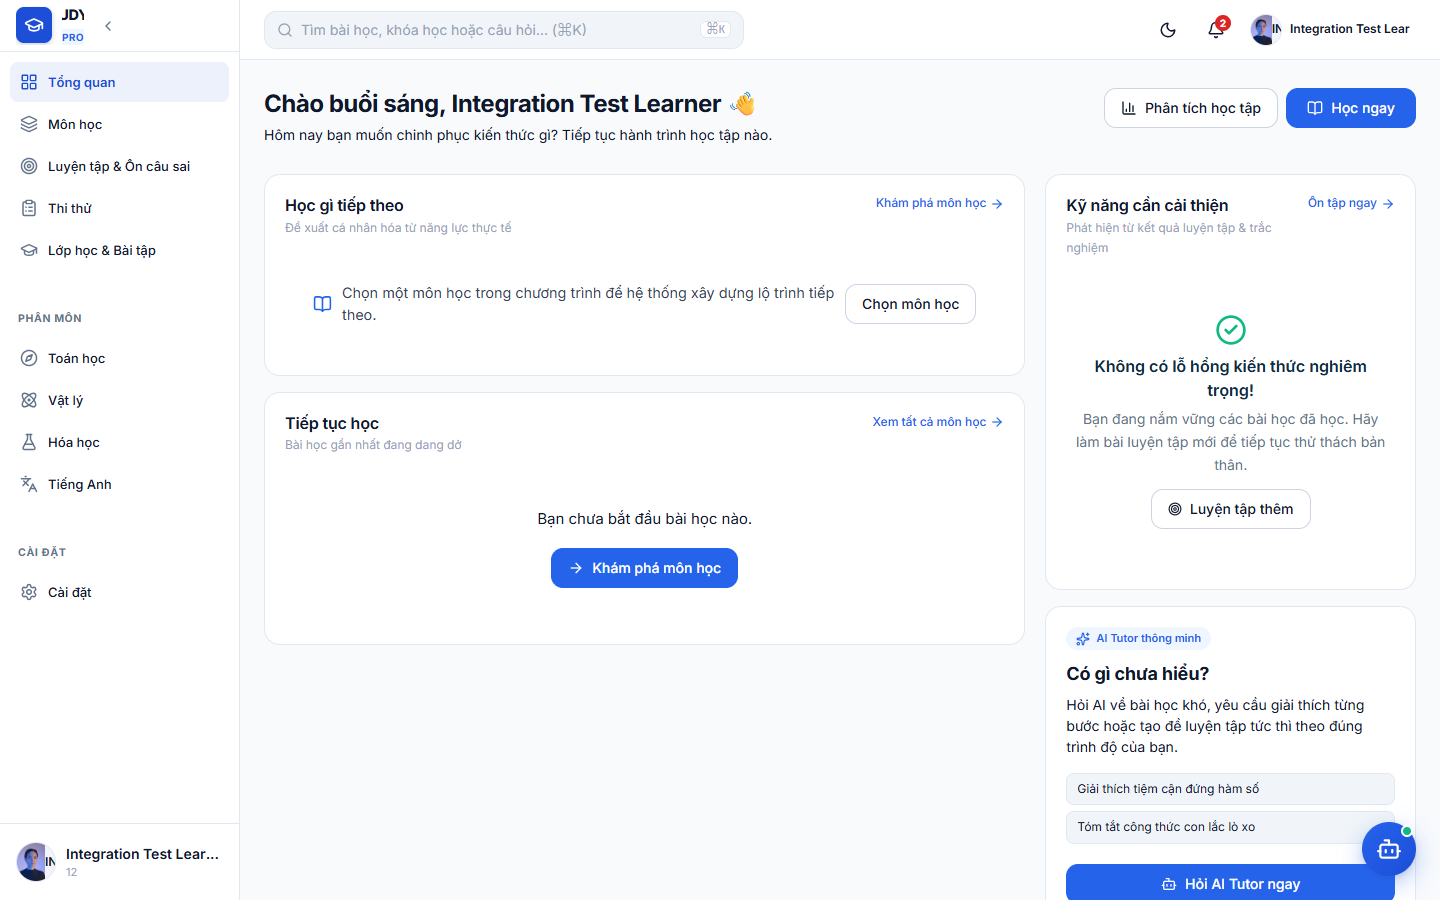 JDY
PRO
Tìm bài học, khóa học hoặc câu hỏi... (⌘K)
⌘K
2
Integration Test Lear
Tổng quan
Môn học
Luyện tập & Ôn câu sai
Thi thử
Lớp học & Bài tập
PHÂN MÔN
Toán học
Vật lý
Hóa học
Tiếng Anh
CÀI ĐẶT
Cài đặt
Integration Test Lear...
12
Chào buổi sáng, Integration Test Learner 👋
Hôm nay bạn muốn chinh phục kiến thức gì? Tiếp tục hành trình học tập nào.
Phân tích học tập
Học ngay
Học gì tiếp theo
Khám phá môn học →
Đề xuất cá nhân hóa từ năng lực thực tế
Chọn một môn học trong chương trình để hệ thống xây dựng lộ trình tiếp
theo.
Chọn môn học
Tiếp tục học
Xem tất cả môn học →
Bài học gần nhất đang dang dở
Bạn chưa bắt đầu bài học nào.
→ Khám phá môn học
Kỹ năng cần cải thiện
Ôn tập ngay →
Phát hiện từ kết quả luyện tập & trắc
nghiệm
Không có lỗ hổng kiến thức nghiêm
trọng!
Bạn đang nắm vững các bài học đã học. Hãy
làm bài luyện tập mới để tiếp tục thử thách bản
thân.
Luyện tập thêm
AI Tutor thông minh
Có gì chưa hiểu?
Hỏi AI về bài học khó, yêu cầu giải thích từng
bước hoặc tạo đề luyện tập tức thì theo đúng
trình độ của bạn.
Giải thích tiệm cận đứng hàm số
Tóm tắt công thức con lắc lò xo
Hỏi AI Tutor ngay